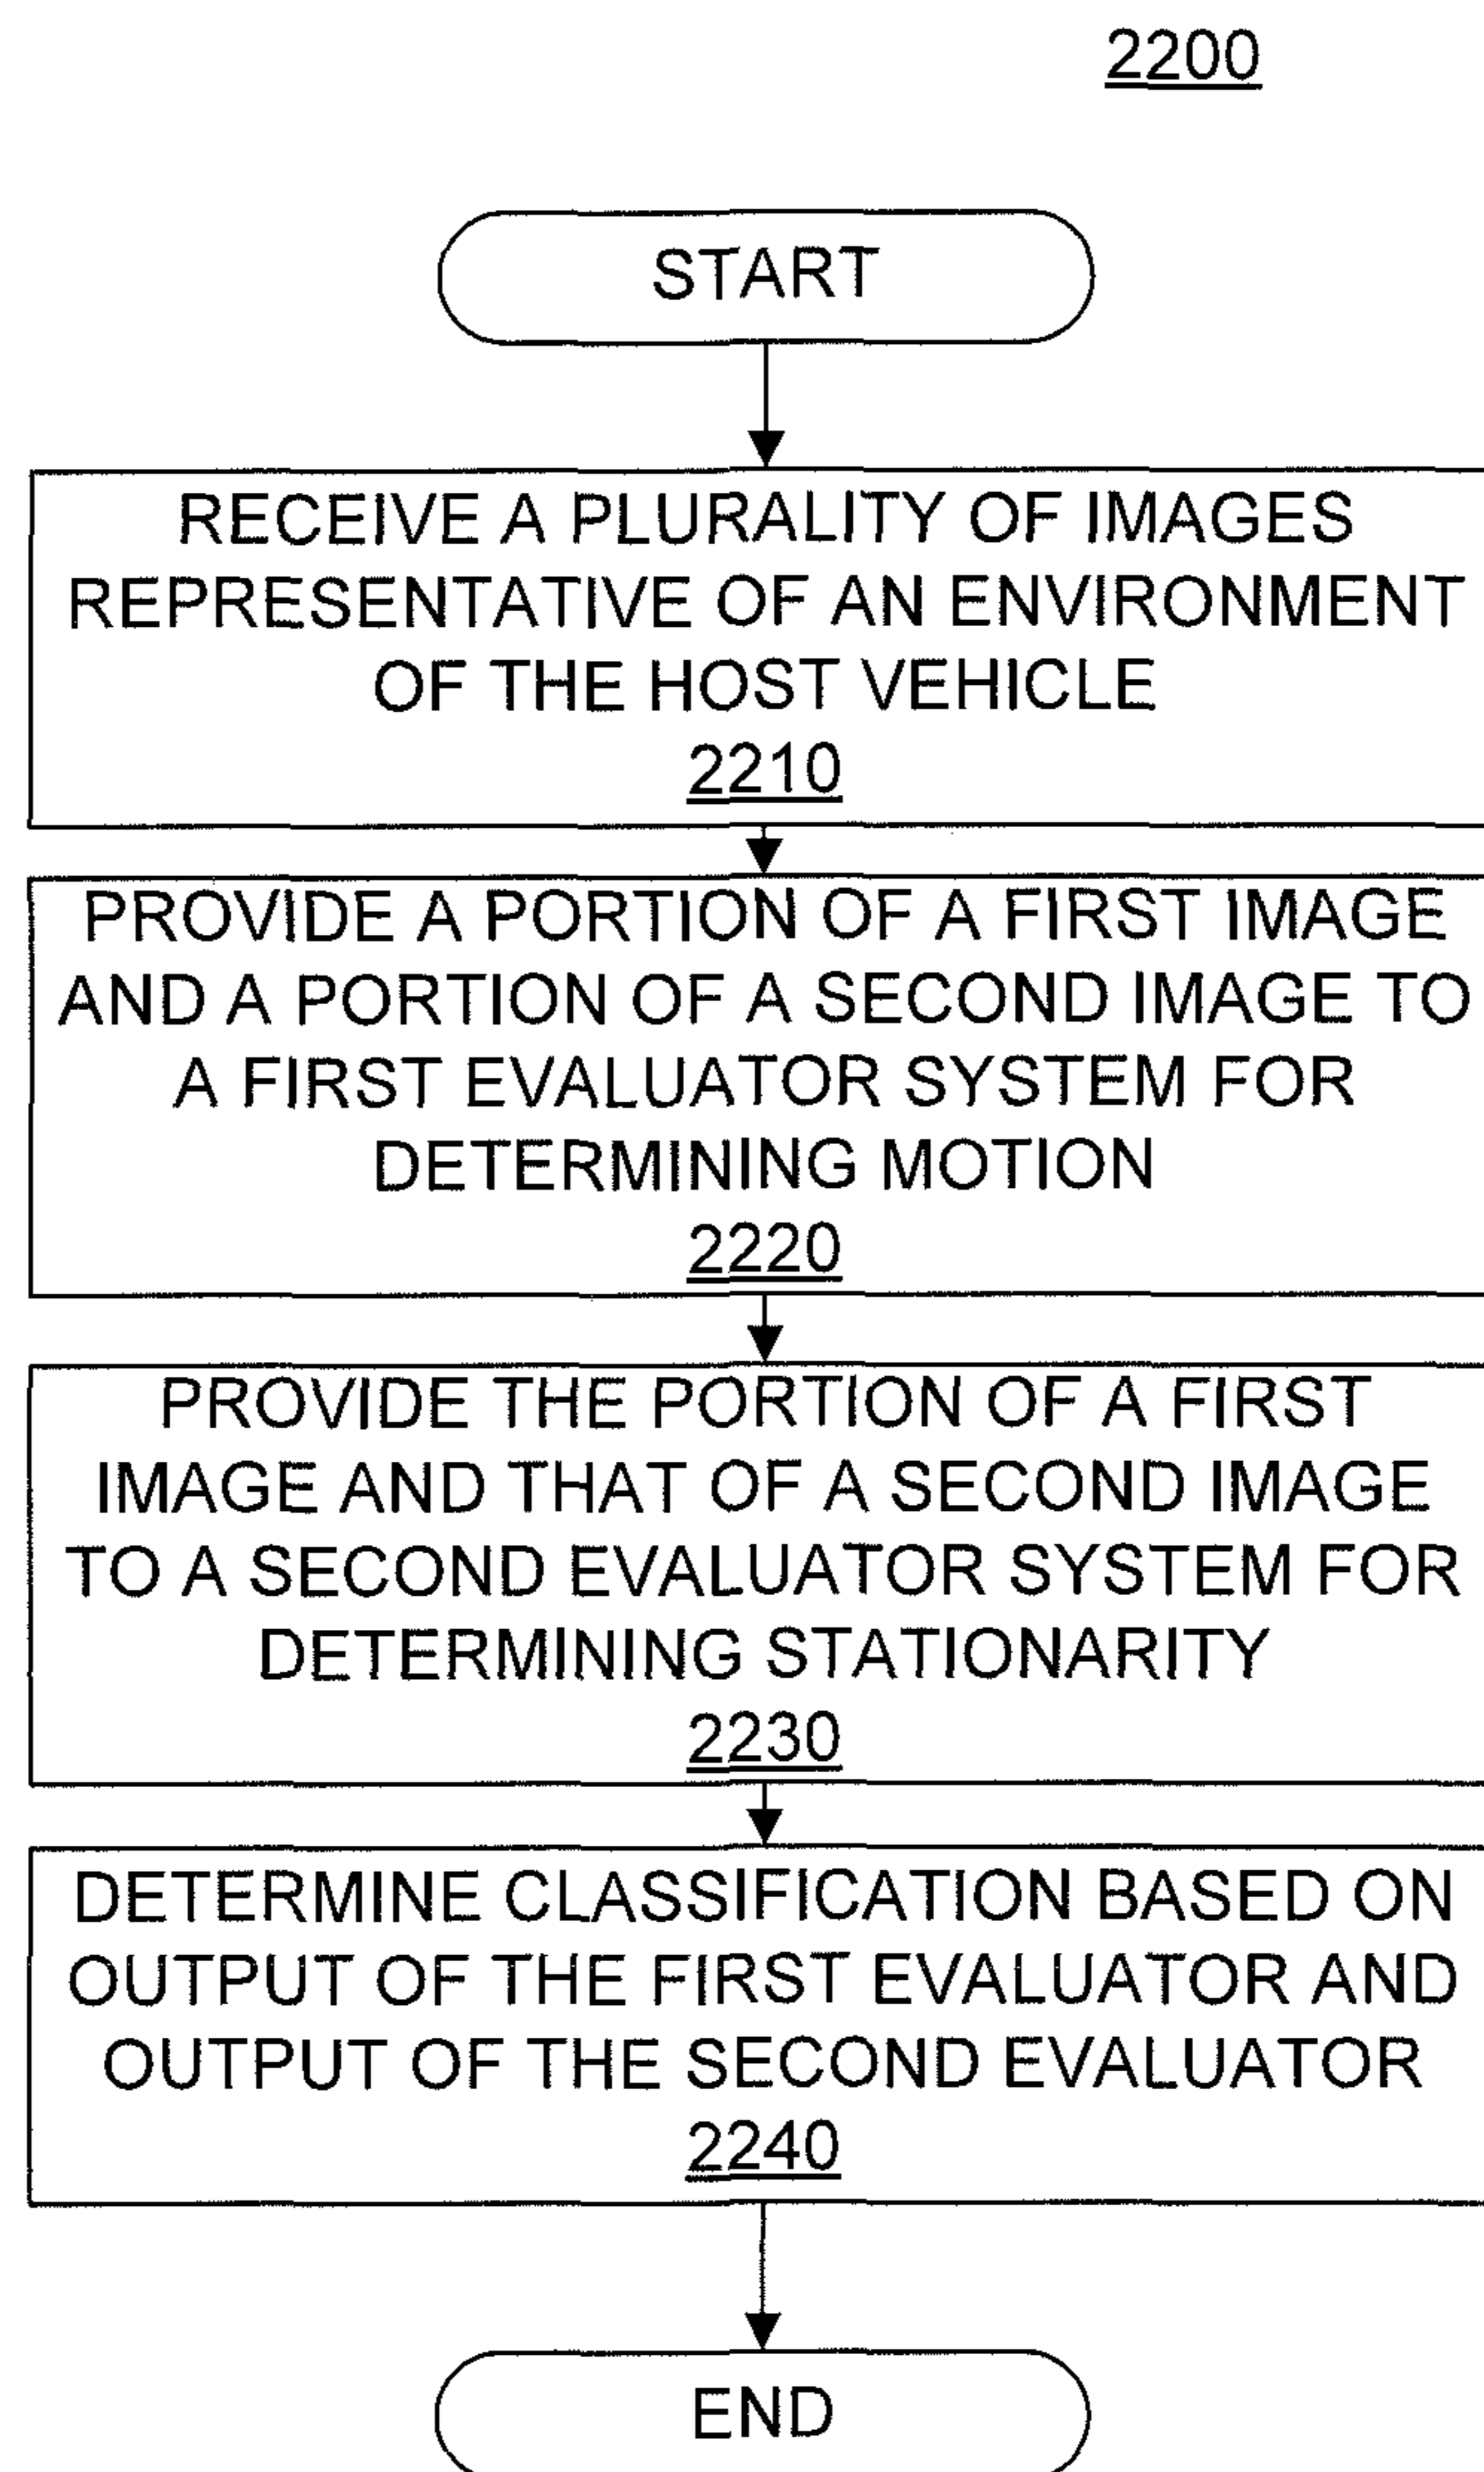 2200
START
RECEIVE A PLURALITY OF IMAGES
REPRESENTATIVE OF AN ENVIRONMENT
OF THE HOST VEHICLE
2210
PROVIDE A PORTION OF A FIRST IMAGE
AND A PORTION OF A SECOND IMAGE TO
A FIRST EVALUATOR SYSTEM FOR
DETERMINING MOTION
2220
PROVIDE THE PORTION OF A FIRST
IMAGE AND THAT OF A SECOND IMAGE
TO A SECOND EVALUATOR SYSTEM FOR
DETERMINING STATIONARITY
2230
DETERMINE CLASSIFICATION BASED ON
OUTPUT OF THE FIRST EVALUATOR AND
OUTPUT OF THE SECOND EVALUATOR
2240
END